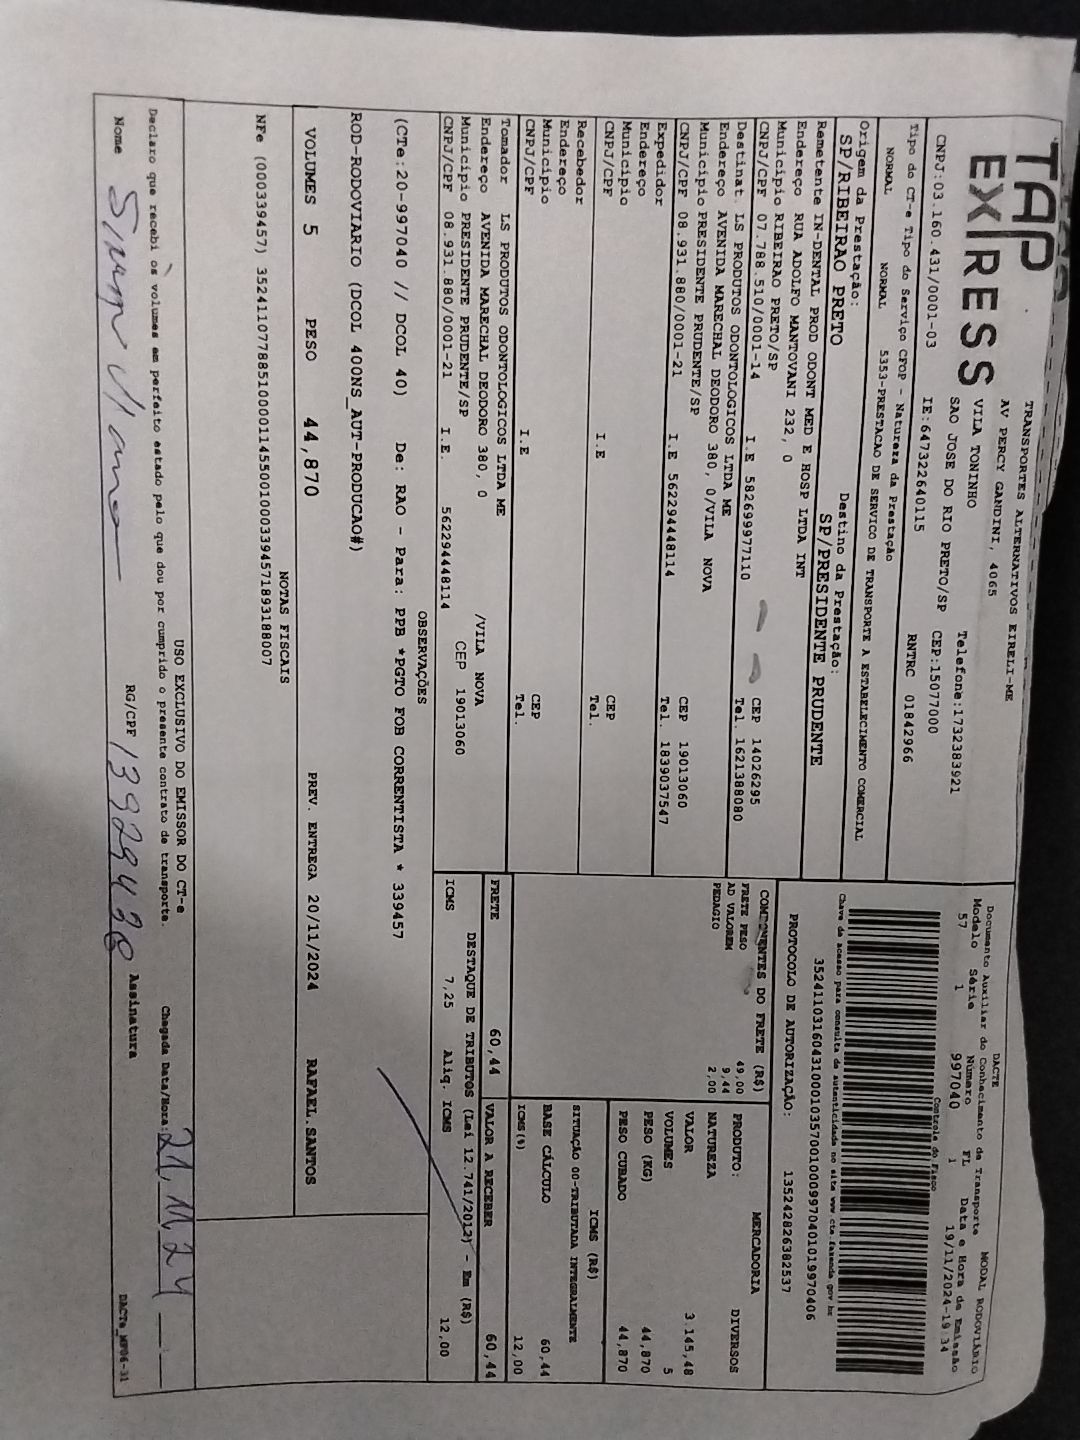 TAP
EXPRESS
TRANSPORTES ALTERNATIVOS EIRELI-ME
AV PERCY GANDINI, 4065
VILA TONINHO
SAO JOSE DO RIO PRETO/SP
Telefone:1732383921
CEP:15077000
CNPJ:03.160.431/0001-03 IE:647322640115 RNTRC 01842966
Tipo do CT-e Tipo do Serviço CFOP - Natureza da Prestação
NORMAL NORMAL 5353-PRESTACAO DE SERVICO DE TRANSPORTE A ESTABELECIMENTO COMERCIAL
Origem da Prestação: Destino da Prestação:
SP/RIBEIRAO PRETO SP/PRESIDENTE PRUDENTE
Remetente IN-DENTAL PROD ODONT MED E HOSP LTDA INT
Endereço RUA ADOLFO MANTOVANI 232, 0
Município RIBEIRAO PRETO/SP CEP 14026295
CNPJ/CPF 07.788.510/0001-14 I.E 582699977110 Tel. 1621388080
Destinat. LS PRODUTOS ODONTOLOGICOS LTDA ME
Endereço AVENIDA MARECHAL DEODORO 380, 0/VILA NOVA
Município PRESIDENTE PRUDENTE/SP CEP 19013060
CNPJ/CPF 08.931.880/0001-21 I.E 562294448114 Tel. 1839037547
Expedidor
Endereço
Município CEP
CNPJ/CPF I.E Tel.
Recebedor
Endereço
Município CEP
CNPJ/CPF I.E Tel.
Tomador LS PRODUTOS ODONTOLOGICOS LTDA ME
Endereço AVENIDA MARECHAL DEODORO 380, 0 /VILA NOVA
Município PRESIDENTE PRUDENTE/SP CEP 19013060
CNPJ/CPF 08.931.880/0001-21 I.E. 562294448114
DACTE MODAL RODOVIÁRIO
Documento Auxiliar do Conhecimento de Transporte
Modelo Série Número FL Data e Hora da Emissão
57 1 997040 1 19/11/2024-19:34
Controle do Fisco
Chave de acesso para consulta de autenticidade no site www.cte.fazenda.gov.br
35241103160431000103570010009970401019970406
PROTOCOLO DE AUTORIZAÇÃO: 135242826382537
COMPONENTES DO FRETE (R$)
FRETE PESO 49,00
AD VALOREM 9,44
PEDAGIO 2,00
MERCADORIA
PRODUTO: DIVERSOS
NATUREZA
VALOR 3.145,48
VOLUMES 5
PESO (KG) 44,870
PESO CUBADO 44,870
ICMS (R$)
SITUAÇÃO 00-TRIBUTADA INTEGRALMENTE
BASE CÁLCULO 60,44
ICMS(%) 12,00
FRETE 60,44 VALOR A RECEBER 60,44
DESTAQUE DE TRIBUTOS (Lei 12.741/2012) - Em (R$)
ICMS 7,25 Aliq. ICMS 12,00
OBSERVAÇÕES
(CTe:20-997040 // DCOL 40) De: RAO - Para: PPB *PGTO FOB CORRENTISTA * 339457
ROD-RODOVIARIO (DCOL 400NS_AUT-PRODUCAO#)
VOLUMES 5 PESO 44,870 PREV. ENTREGA 20/11/2024 RAFAEL.SANTOS
NOTAS FISCAIS
NFe (000339457) 35241107788510000114550010003394571893188007
USO EXCLUSIVO DO EMISSOR DO CT-e
Declaro que recebi os volumes em perfeito estado pelo que dou por cumprido o presente contrato de transporte. Chegada Data/Hora: 21,11,24
Nome RG/CPF Assinatura
DACTe_MF06-31